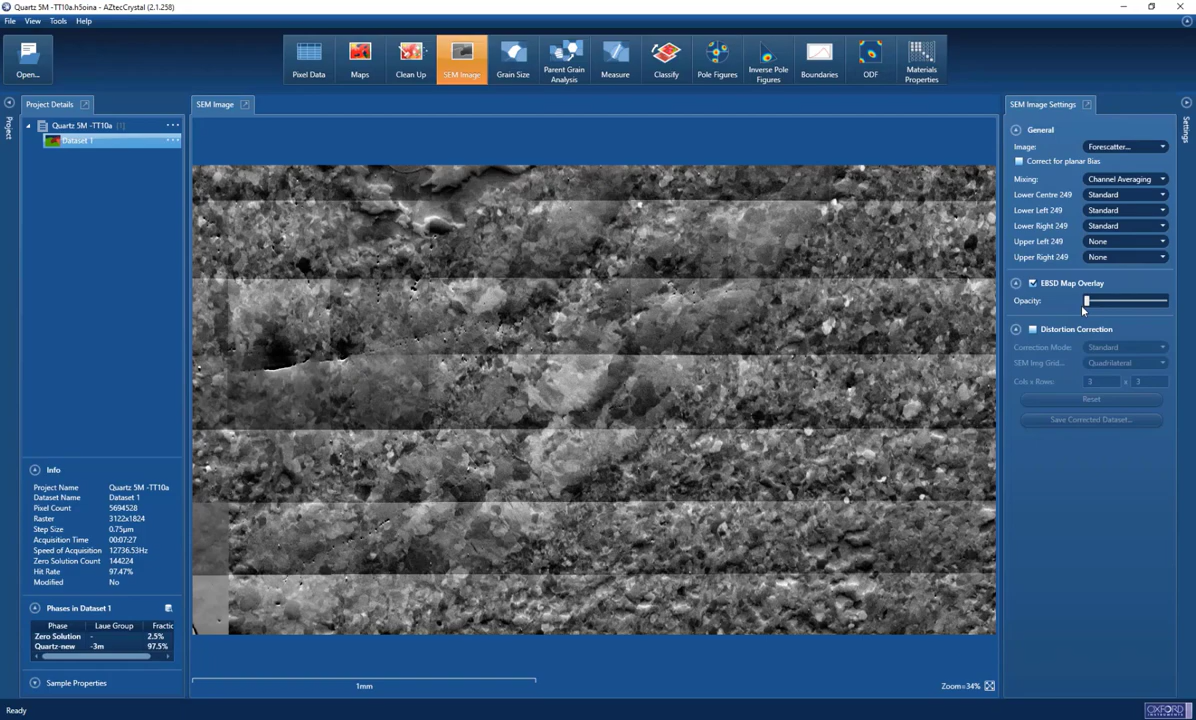 Quartz 5M -TT10a.h5oina - AZtecCrystal (2.1.258)
File View Tools Help
Open...
Pixel Data
Maps
Clean Up
SEM Image
Grain Size
Parent Grain
Analysis
Measure
Classify
Pole Figures
Inverse Pole
Figures
Boundaries
ODF
Materials
Properties
Project
Project Details
Quartz 5M -TT10a [1]
Dataset 1
Info
Project Name Quartz 5M -TT10a
Dataset Name Dataset 1
Pixel Count 5694528
Raster 3122x1824
Step Size 0.75µm
Acquisition Time 00:07:27
Speed of Acquisition 12736.53Hz
Zero Solution Count 144224
Hit Rate 97.47%
Modified No
Phases in Dataset 1
Phase Laue Group Fractic
Zero Solution - 2.5%
Quartz-new -3m 97.5%
Sample Properties
SEM Image
1mm
Zoom=34%
SEM Image Settings
General
Image: Forescatter...
Correct for planar Bias
Mixing: Channel Averaging
Lower Centre 249 Standard
Lower Left 249 Standard
Lower Right 249 Standard
Upper Left 249 None
Upper Right 249 None
EBSD Map Overlay
Opacity:
Distortion Correction
Correction Mode: Standard
SEM Img Grid... Quadrilateral
Cols x Rows: 3 x 3
Reset
Save Corrected Dataset...
Settings
Ready
OXFORD
INSTRUMENTS